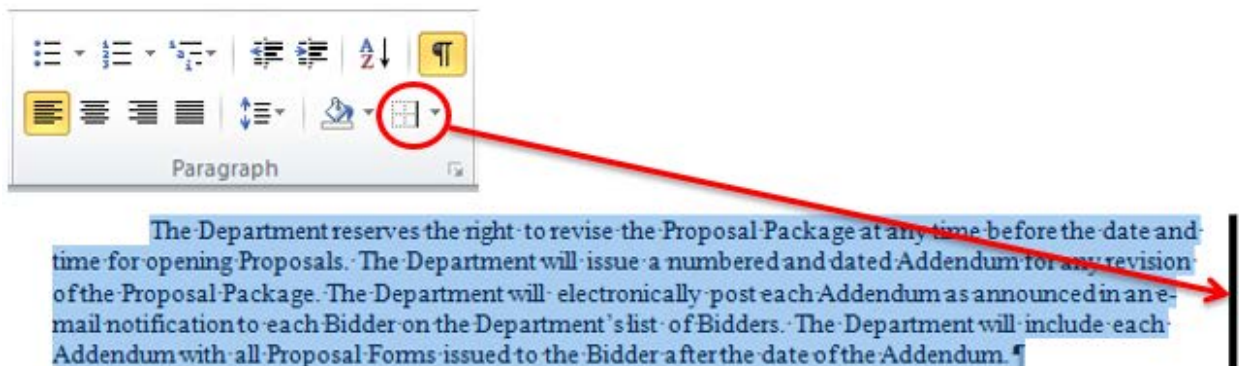 Paragraph
The Department reserves the right to revise the Proposal Package at any time before the date and
time for opening Proposals. The Department will issue a numbered and dated Addendum for any revision
of the Proposal Package. The Department will electronically post each Addendum as announced in an e-
mail notification to each Bidder on the Department's list of Bidders. The Department will include each
Addendum with all Proposal Forms issued to the Bidder after the date of the Addendum. ¶